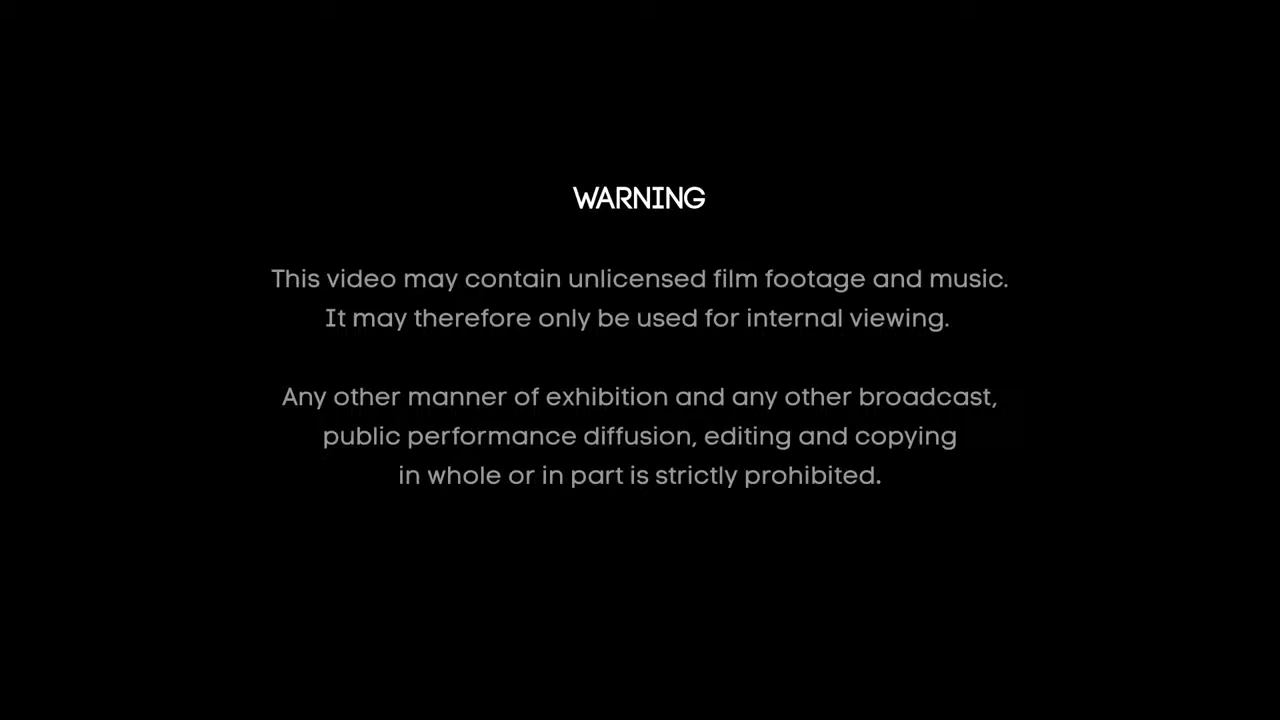 WARNING
This video may contain unlicensed film footage and music.
It may therefore only be used for internal viewing.
Any other manner of exhibition and any other broadcast,
public performance diffusion, editing and copying
in whole or in part is strictly prohibited.